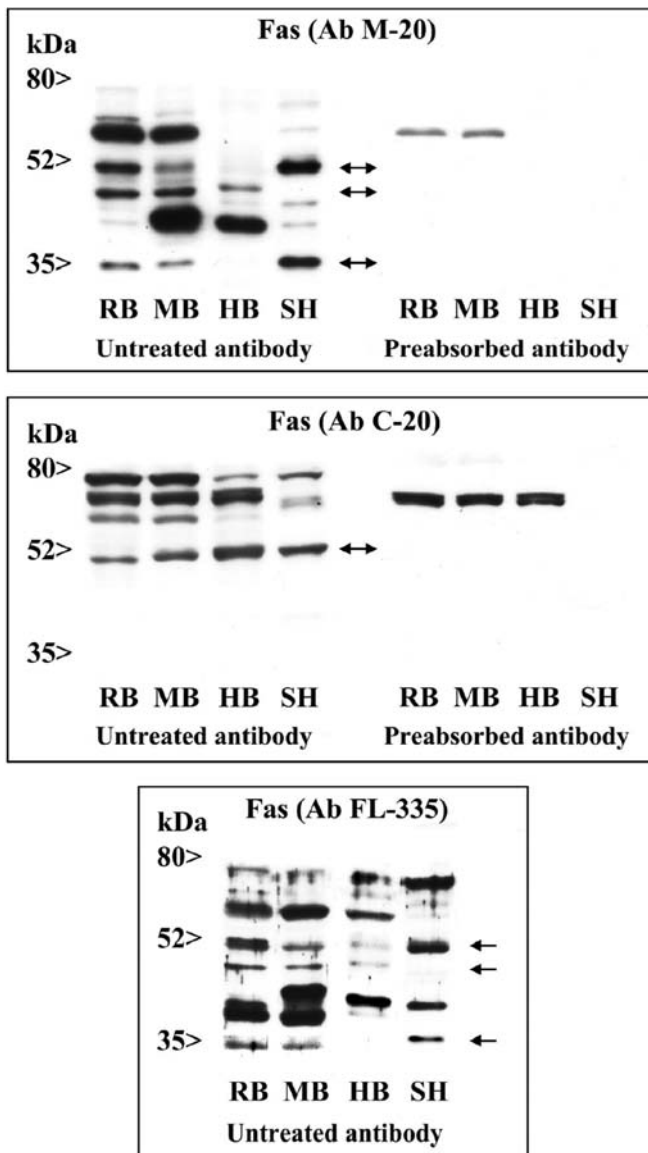 Fas (Ab M-20)
kDa
80>
52>
35>
RB MB HB SH RB MB HB SH
Untreated antibody Preabsorbed antibody
Fas (Ab C-20)
kDa
80>
52>
35>
RB MB HB SH RB MB HB SH
Untreated antibody Preabsorbed antibody
Fas (Ab FL-335)
kDa
80>
52>
35>
RB MB HB SH
Untreated antibody